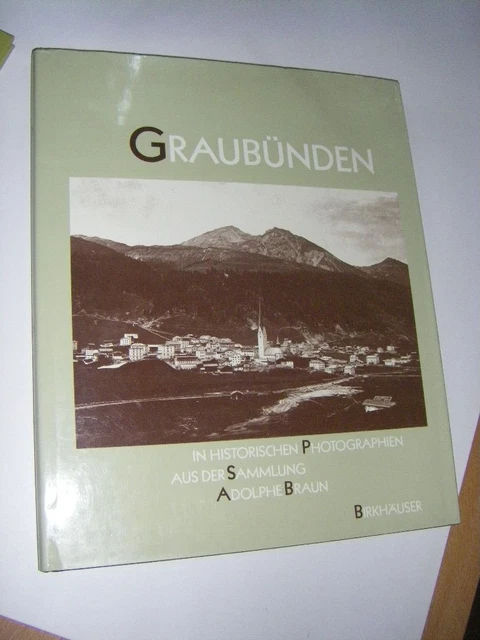 GRAUBÜNDEN
IN HISTORISCHEN PHOTOGRAPHIEN
AUS DER SAMMLUNG
ADOLPHE BRAUN
BIRKHÄUSER